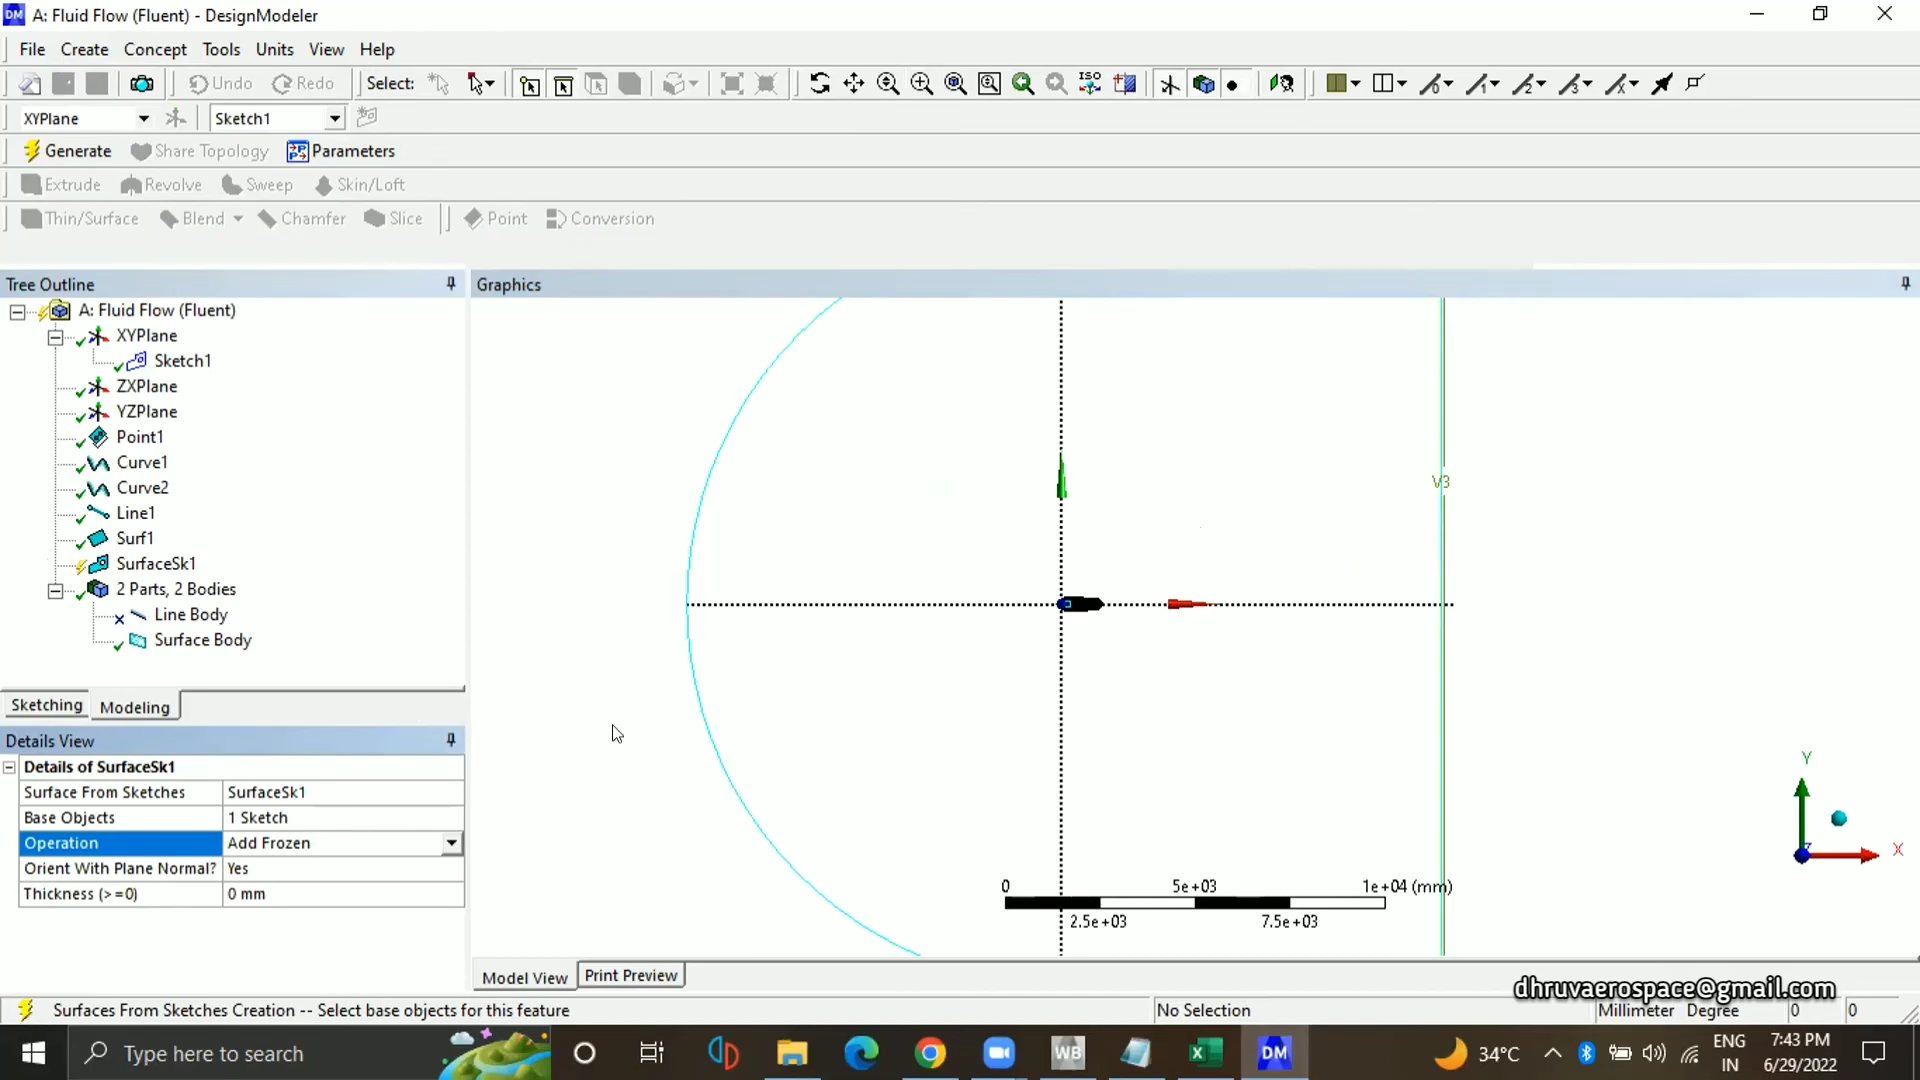 DM A: Fluid Flow (Fluent) - DesignModeler
File Create Concept Tools Units View Help
Undo Redo Select: ISO
XYPlane Sketch1
Generate Share Topology Parameters
Extrude Revolve Sweep Skin/Loft
Thin/Surface Blend Chamfer Slice Point Conversion
Tree Outline
A: Fluid Flow (Fluent)
XYPlane
Sketch1
ZXPlane
YZPlane
Point1
Curve1
Curve2
Line1
Surf1
SurfaceSk1
2 Parts, 2 Bodies
Line Body
Surface Body
Sketching Modeling
Details View
Details of SurfaceSk1
Surface From Sketches SurfaceSk1
Base Objects 1 Sketch
Operation Add Frozen
Orient With Plane Normal? Yes
Thickness (>=0) 0 mm
Graphics
V3
Y
X
0 5e+03 1e+04 (mm)
2.5e+03 7.5e+03
Model View Print Preview
dhruvaerospace@gmail.com
Surfaces From Sketches Creation -- Select base objects for this feature No Selection Millimeter Degree 0 0
Type here to search WB X DM 34°C ENG IN 7:43 PM 6/29/2022